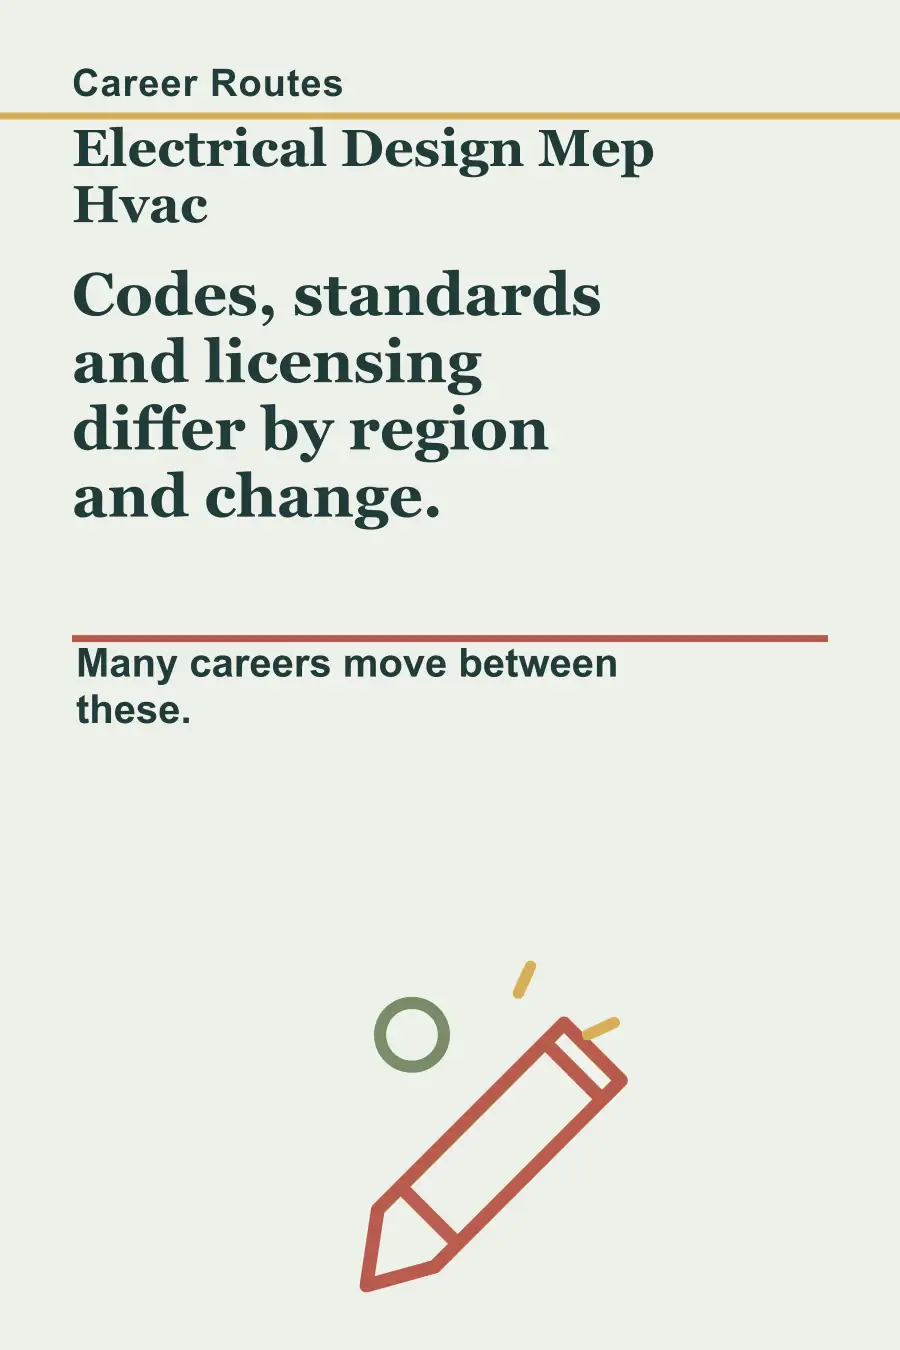 Career Routes
Electrical Design Mep
Hvac
Codes, standards
and licensing
differ by region
and change.
Many careers move between
these.